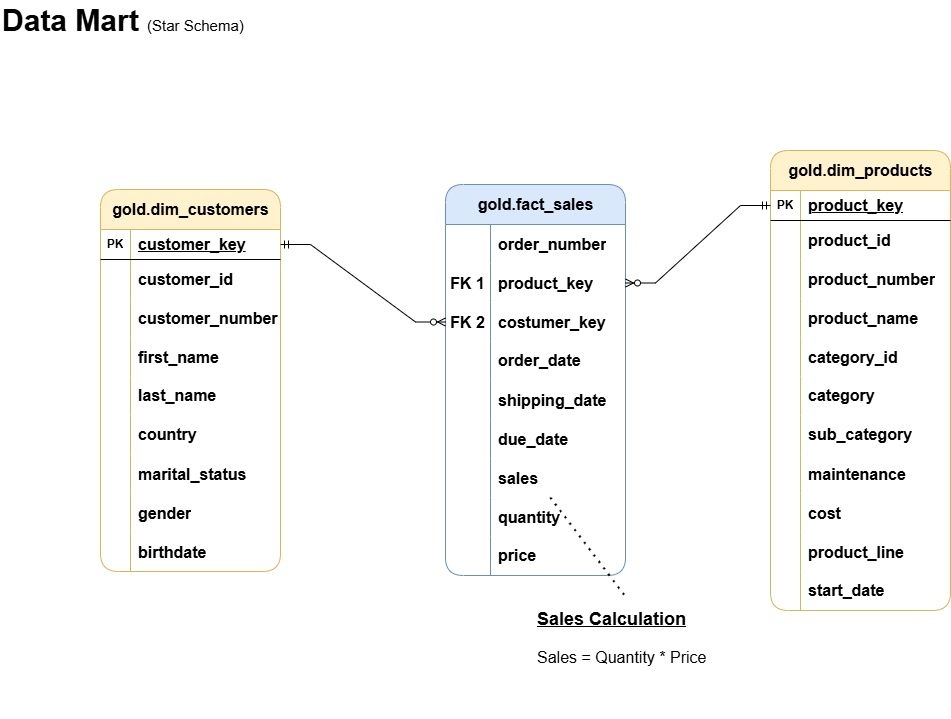 Data Mart (Star Schema)
gold.dim_customers
PK customer_key
customer_id
customer_number
first_name
last_name
country
marital_status
gender
birthdate
gold.fact_sales
order_number
FK 1 product_key
FK 2 costumer_key
order_date
shipping_date
due_date
sales
quantity
price
gold.dim_products
PK product_key
product_id
product_number
product_name
category_id
category
sub_category
maintenance
cost
product_line
start_date
Sales Calculation
Sales = Quantity * Price